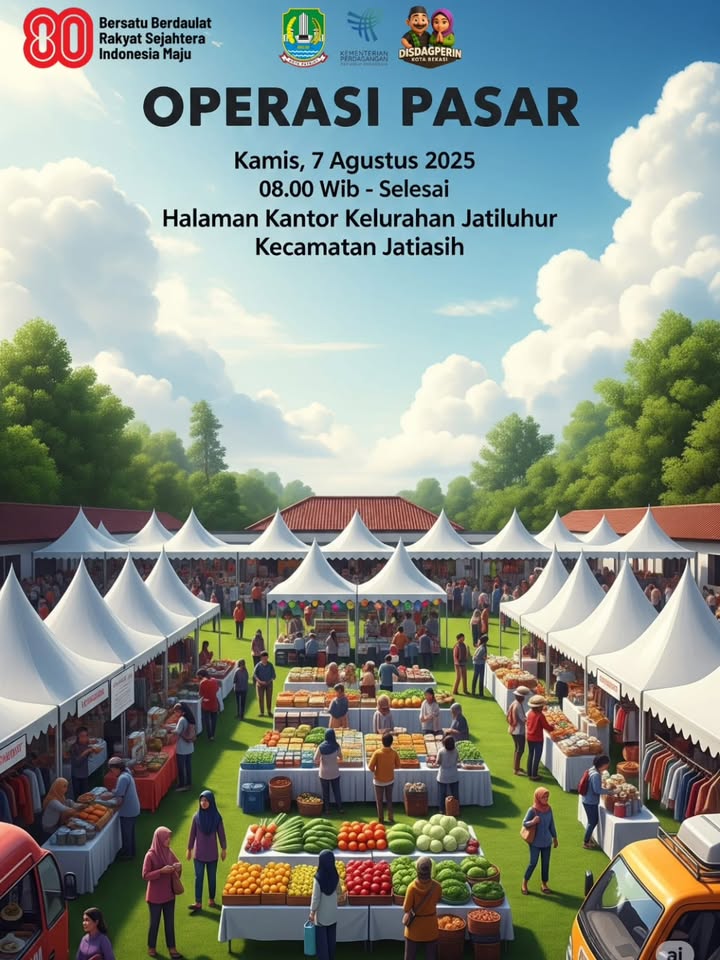 80
Bersatu Berdaulat
Rakyat Sejahtera
Indonesia Maju
KEMENTERIAN
PERDAGANGAN
DISDAGPERIN
KOTA BEKASI
OPERASI PASAR
Kamis, 7 Agustus 2025
08.00 Wib - Selesai
Halaman Kantor Kelurahan Jatiluhur
Kecamatan Jatiasih
ai